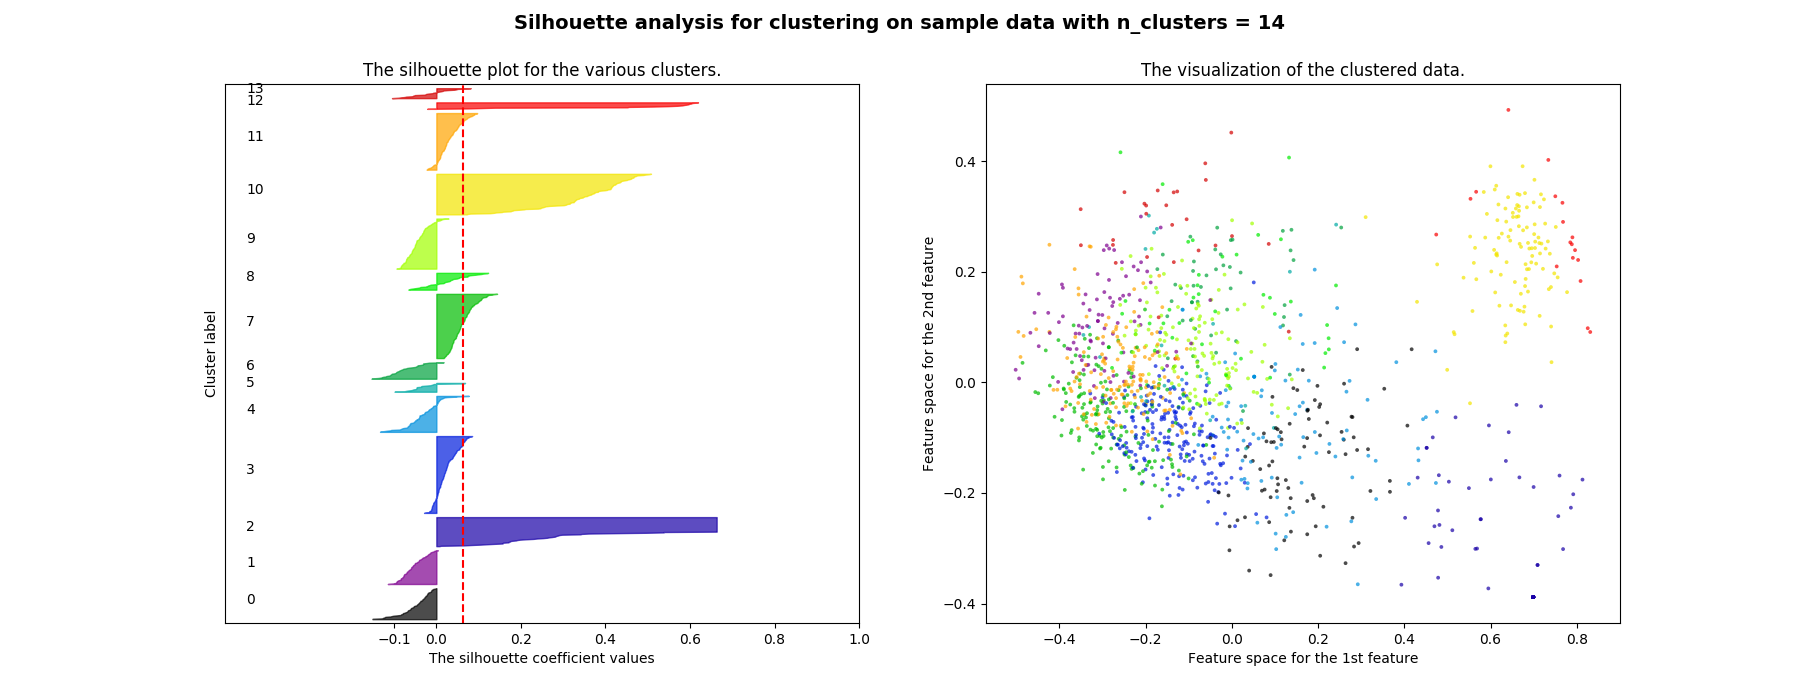 Silhouette analysis for clustering on sample data with n_clusters = 14
The silhouette plot for the various clusters.
13
12
11
10
9
8
7
6
5
4
3
2
1
0
Cluster label
−0.1 0.0 0.2 0.4 0.6 0.8 1.0
The silhouette coefficient values
The visualization of the clustered data.
0.4
0.2
0.0
−0.2
−0.4
Feature space for the 2nd feature
−0.4 −0.2 0.0 0.2 0.4 0.6 0.8
Feature space for the 1st feature